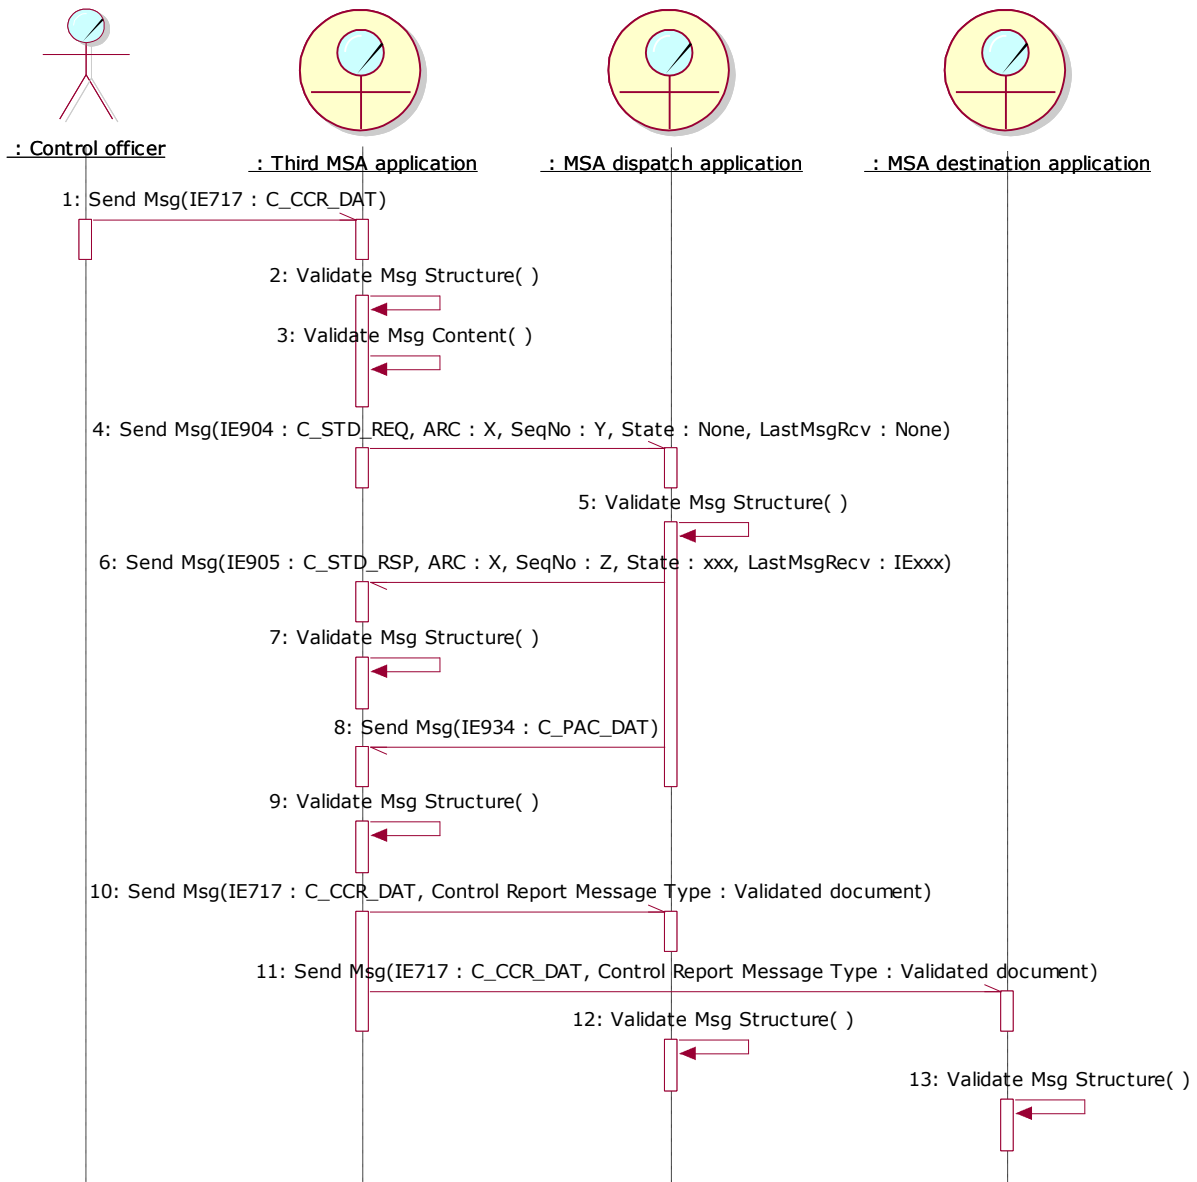 : Control officer
: Third MSA application
: MSA dispatch application
: MSA destination application
1: Send Msg(IE717 : C_CCR_DAT)
2: Validate Msg Structure( )
3: Validate Msg Content( )
4: Send Msg(IE904 : C_STD_REQ, ARC : X, SeqNo : Y, State : None, LastMsgRcv : None)
5: Validate Msg Structure( )
6: Send Msg(IE905 : C_STD_RSP, ARC : X, SeqNo : Z, State : xxx, LastMsgRecv : IExxx)
7: Validate Msg Structure( )
8: Send Msg(IE934 : C_PAC_DAT)
9: Validate Msg Structure( )
10: Send Msg(IE717 : C_CCR_DAT, Control Report Message Type : Validated document)
11: Send Msg(IE717 : C_CCR_DAT, Control Report Message Type : Validated document)
12: Validate Msg Structure( )
13: Validate Msg Structure( )